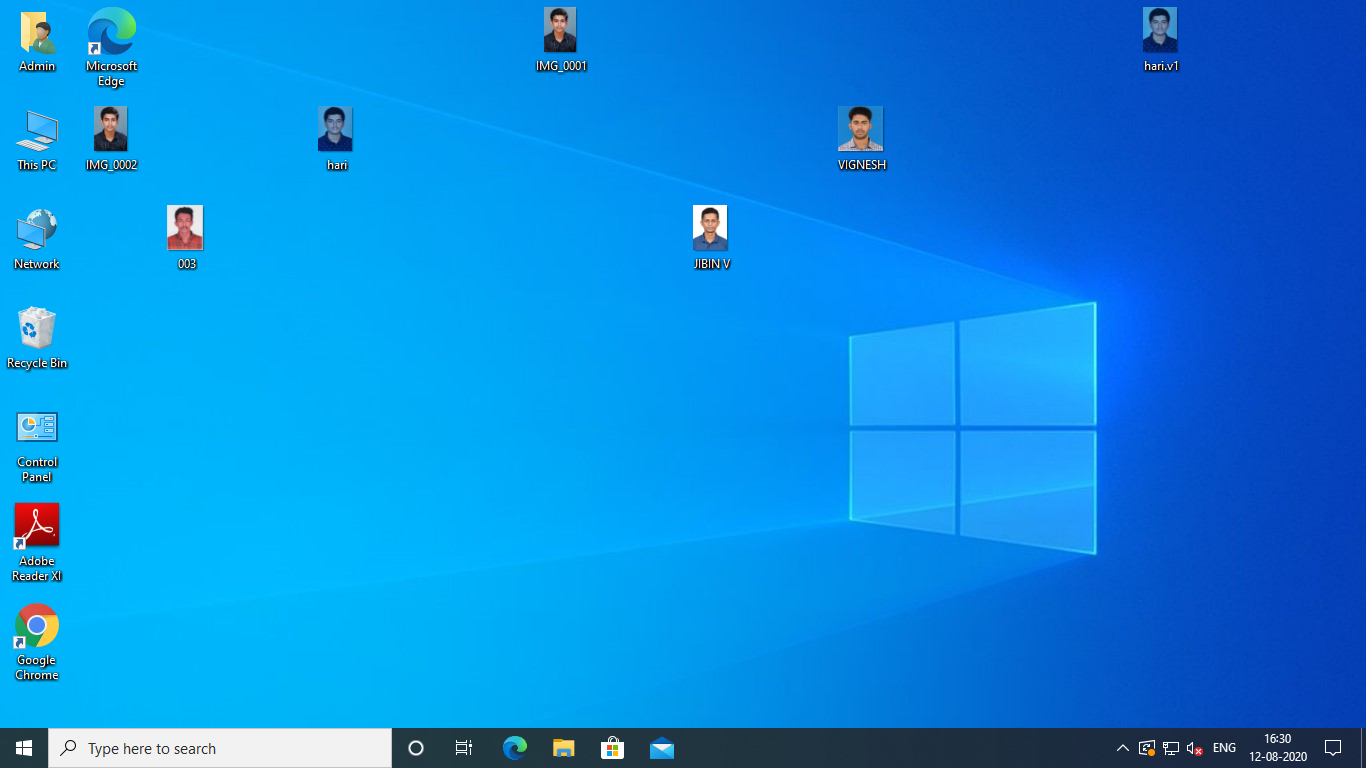 Admin
Microsoft
Edge
IMG_0001
hari.v1
This PC
IMG_0002
hari
VIGNESH
Network
003
JIBIN V
Recycle Bin
Control
Panel
Adobe
Reader XI
Google
Chrome
Type here to search
ENG
16:30
12-08-2020